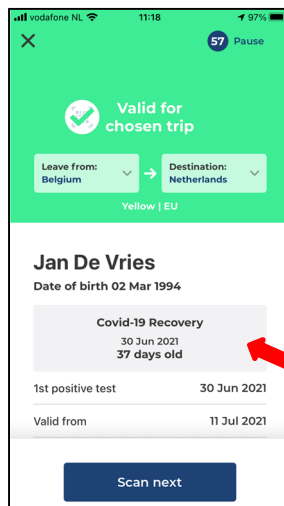 vodafone NL 11:18 97%
57 Pause
Valid for
chosen trip
Leave from: Destination:
Belgium Netherlands
Yellow | EU
Jan De Vries
Date of birth 02 Mar 1994
Covid-19 Recovery
30 Jun 2021
37 days old
1st positive test 30 Jun 2021
Valid from 11 Jul 2021
Scan next